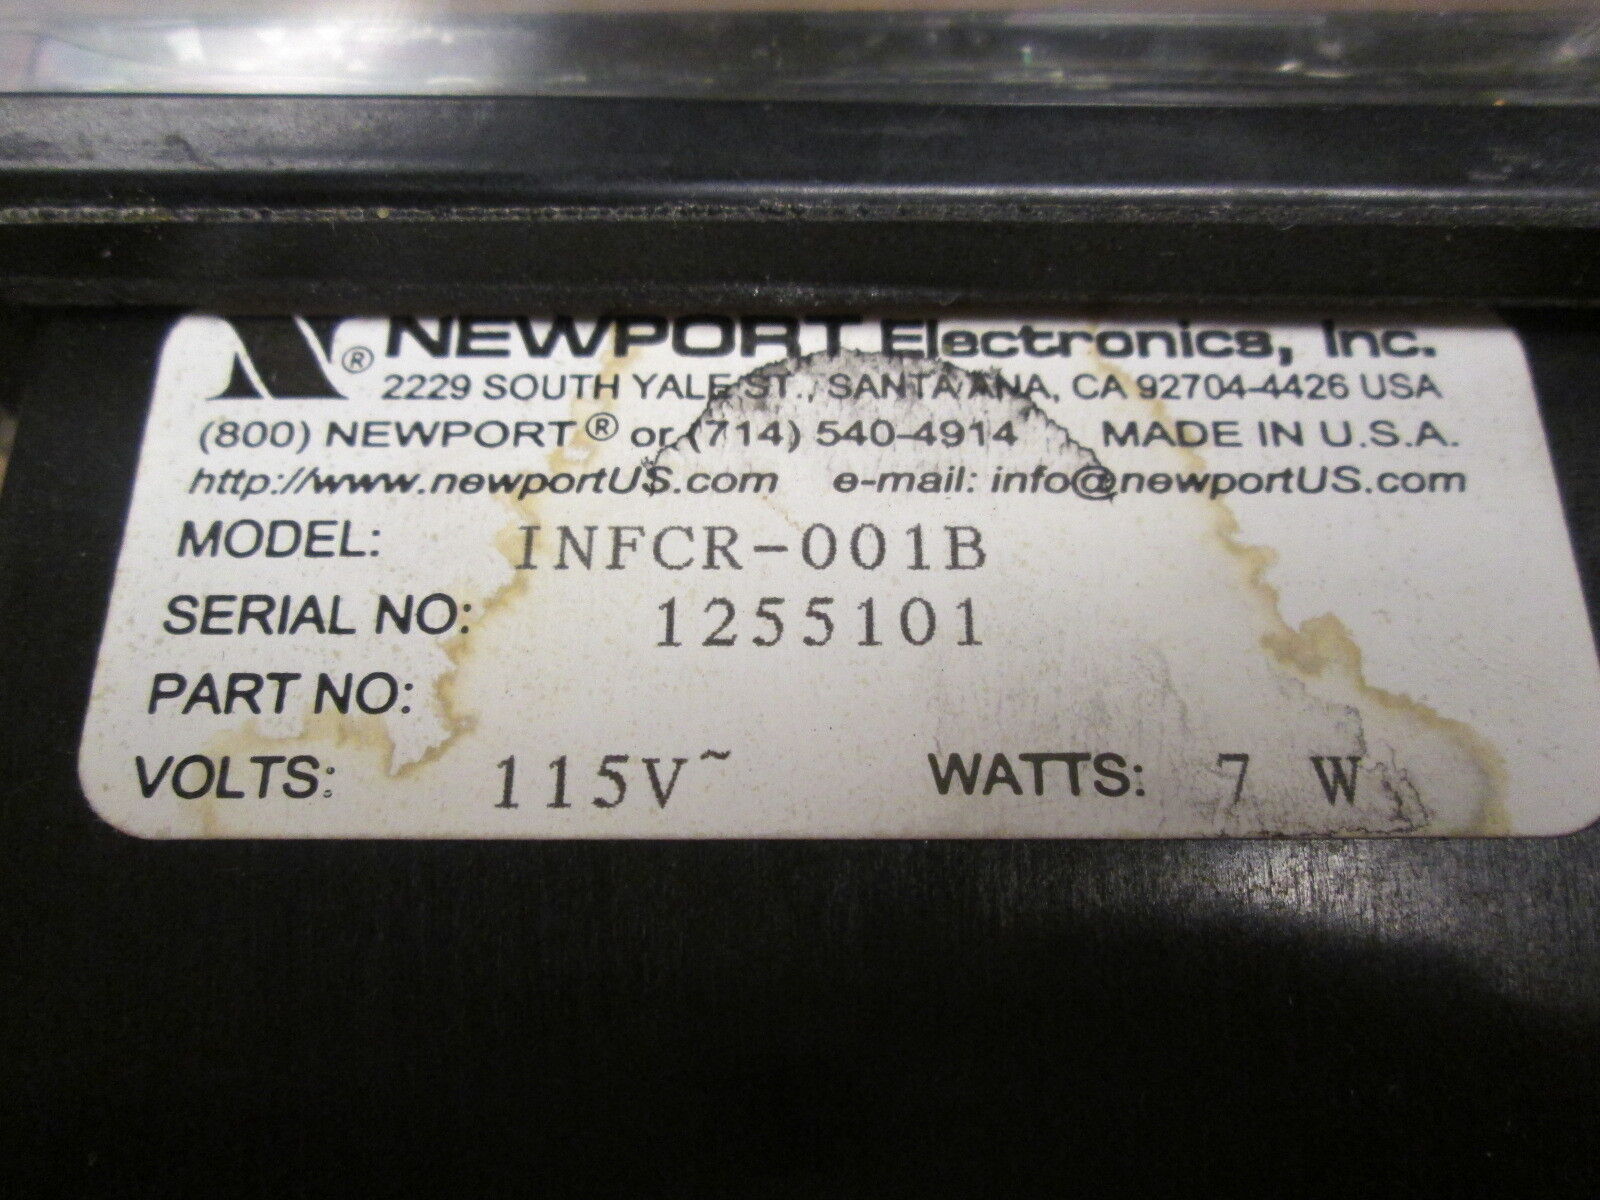 ® NEWPORT Electronics, Inc.
2229 SOUTH YALE ST., SANTA ANA, CA 92704-4426 USA
(800) NEWPORT® or (714) 540-4914 MADE IN U.S.A.
http://www.newportUS.com e-mail: info@newportUS.com
MODEL: INFCR-001B
SERIAL NO: 1255101
PART NO:
VOLTS: 115V~ WATTS: 7 W